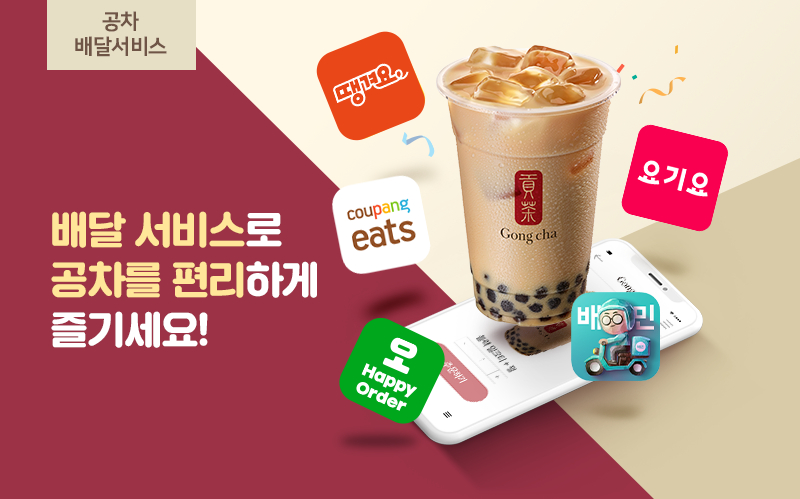 공차
배달서비스
땡겨요
요기요
coupang
eats
貢茶
Gong cha
배달 서비스로
공차를 편리하게
즐기세요!
배민
오
Happy
Order